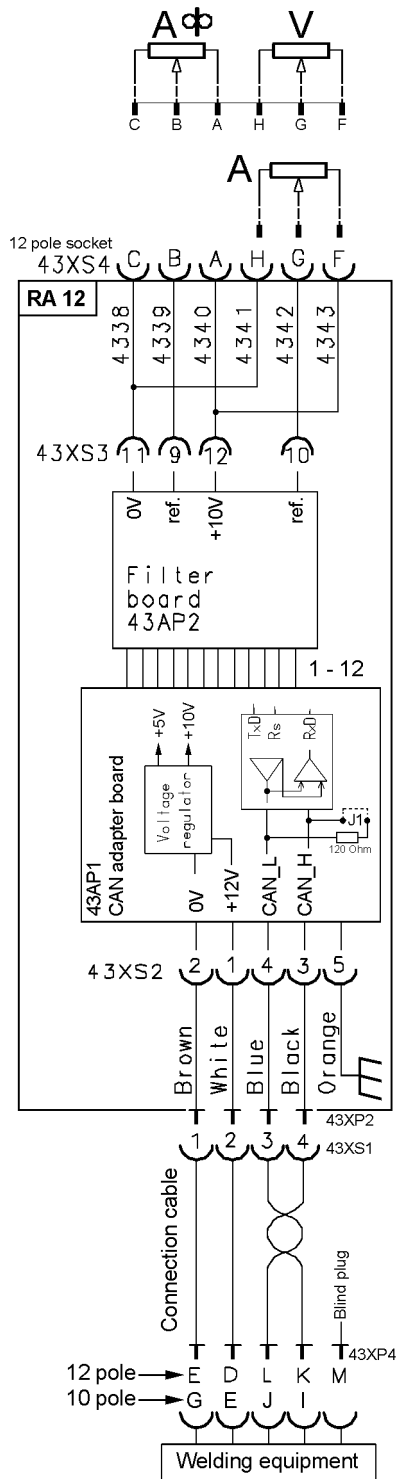 A V
C B A H G F
A
12 pole socket
43XS4 C B A H G F
RA 12
4338 4339 4340 4341 4342 4343
43XS3 11 9 12 10
0V ref. +10V ref.
Filter
board
43AP2
1-12
+5V +10V
TxD Rs RxD
Voltage
regulator
J1
120 Ohm
43AP1
CAN adapter board
0V +12V CAN_L CAN_H
43XS2 2 1 4 3 5
Brown White Blue Black Orange
43XP2
1 2 3 4 43XS1
Connection cable
Blind plug
43XP4
12 pole E D L K M
10 pole G E J I
Welding equipment